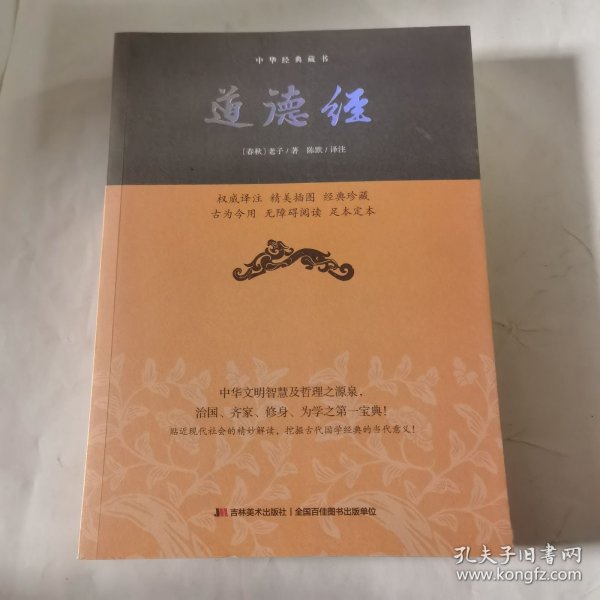 中华经典藏书
道德经
〔春秋〕老子/著 陈默/译注
权威译注 精美插图 经典珍藏
古为今用 无障碍阅读 足本定本
中华文明智慧及哲理之源泉，
治国、齐家、修身、为学之第一宝典！
贴近现代社会的精妙解读，挖掘古代国学经典的当代意义！
JM 吉林美术出版社｜全国百佳图书出版单位
孔夫子旧书网
www.kongfz.com